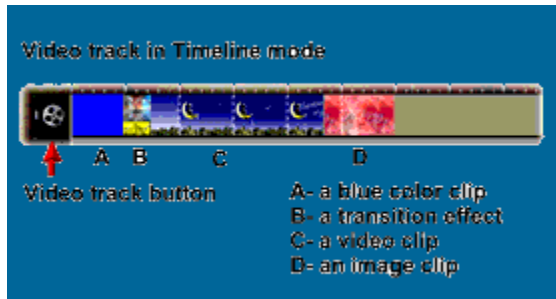 Video track in Timeline mode
A B C D
Video track button
A- a blue color clip
B- a transition effect
C- a video clip
D- an image clip